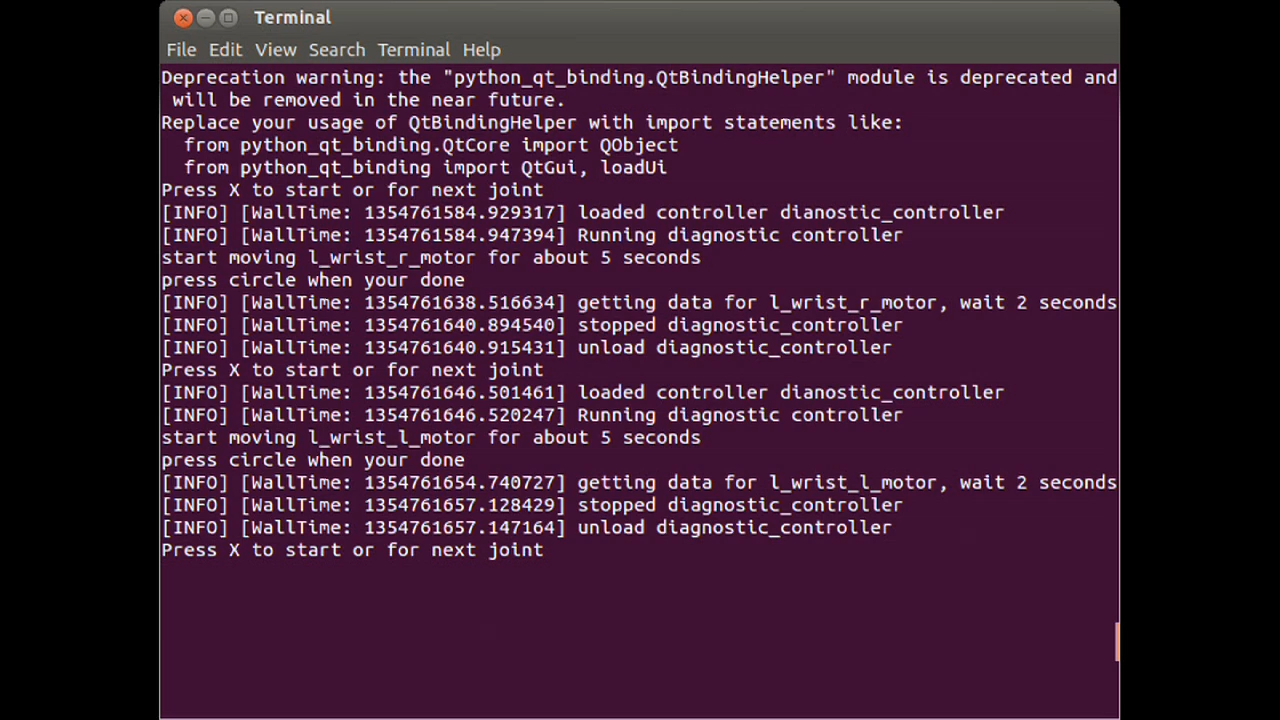 Terminal
File Edit View Search Terminal Help
Deprecation warning: the "python_qt_binding.QtBindingHelper" module is deprecated and
will be removed in the near future.
Replace your usage of QtBindingHelper with import statements like:
from python_qt_binding.QtCore import QObject
from python_qt_binding import QtGui, loadUi
Press X to start or for next joint
[INFO] [WallTime: 1354761584.929317] loaded controller dianostic_controller
[INFO] [WallTime: 1354761584.947394] Running diagnostic controller
start moving l_wrist_r_motor for about 5 seconds
press circle when your done
[INFO] [WallTime: 1354761638.516634] getting data for l_wrist_r_motor, wait 2 seconds
[INFO] [WallTime: 1354761640.894540] stopped diagnostic_controller
[INFO] [WallTime: 1354761640.915431] unload diagnostic_controller
Press X to start or for next joint
[INFO] [WallTime: 1354761646.501461] loaded controller dianostic_controller
[INFO] [WallTime: 1354761646.520247] Running diagnostic controller
start moving l_wrist_l_motor for about 5 seconds
press circle when your done
[INFO] [WallTime: 1354761654.740727] getting data for l_wrist_l_motor, wait 2 seconds
[INFO] [WallTime: 1354761657.128429] stopped diagnostic_controller
[INFO] [WallTime: 1354761657.147164] unload diagnostic_controller
Press X to start or for next joint